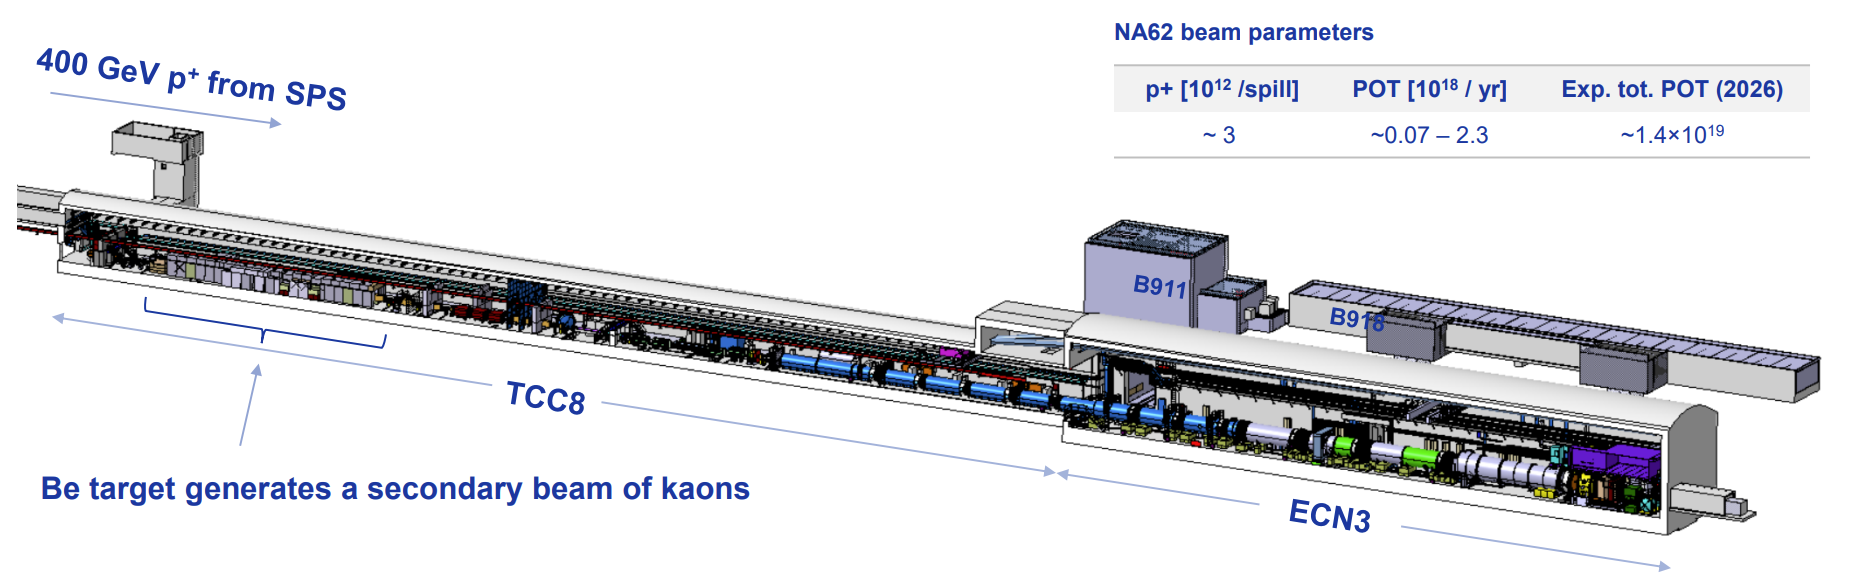 NA62 beam parameters
400 GeV p⁺ from SPS
p+ [10¹² /spill] POT [10¹⁸ / yr] Exp. tot. POT (2026)
~ 3 ~0.07 – 2.3 ~1.4×10¹⁹
B911
B918
TCC8
Be target generates a secondary beam of kaons
ECN3